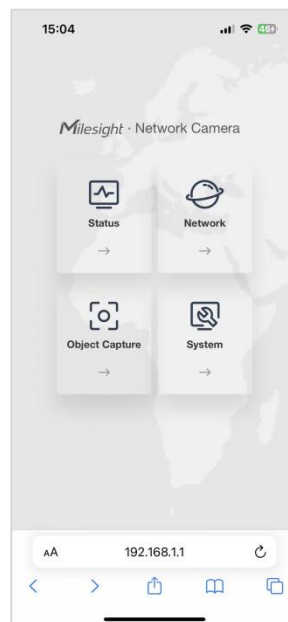 15:04
46
Milesight · Network Camera
Status
Network
Object Capture
System
AA
192.168.1.1